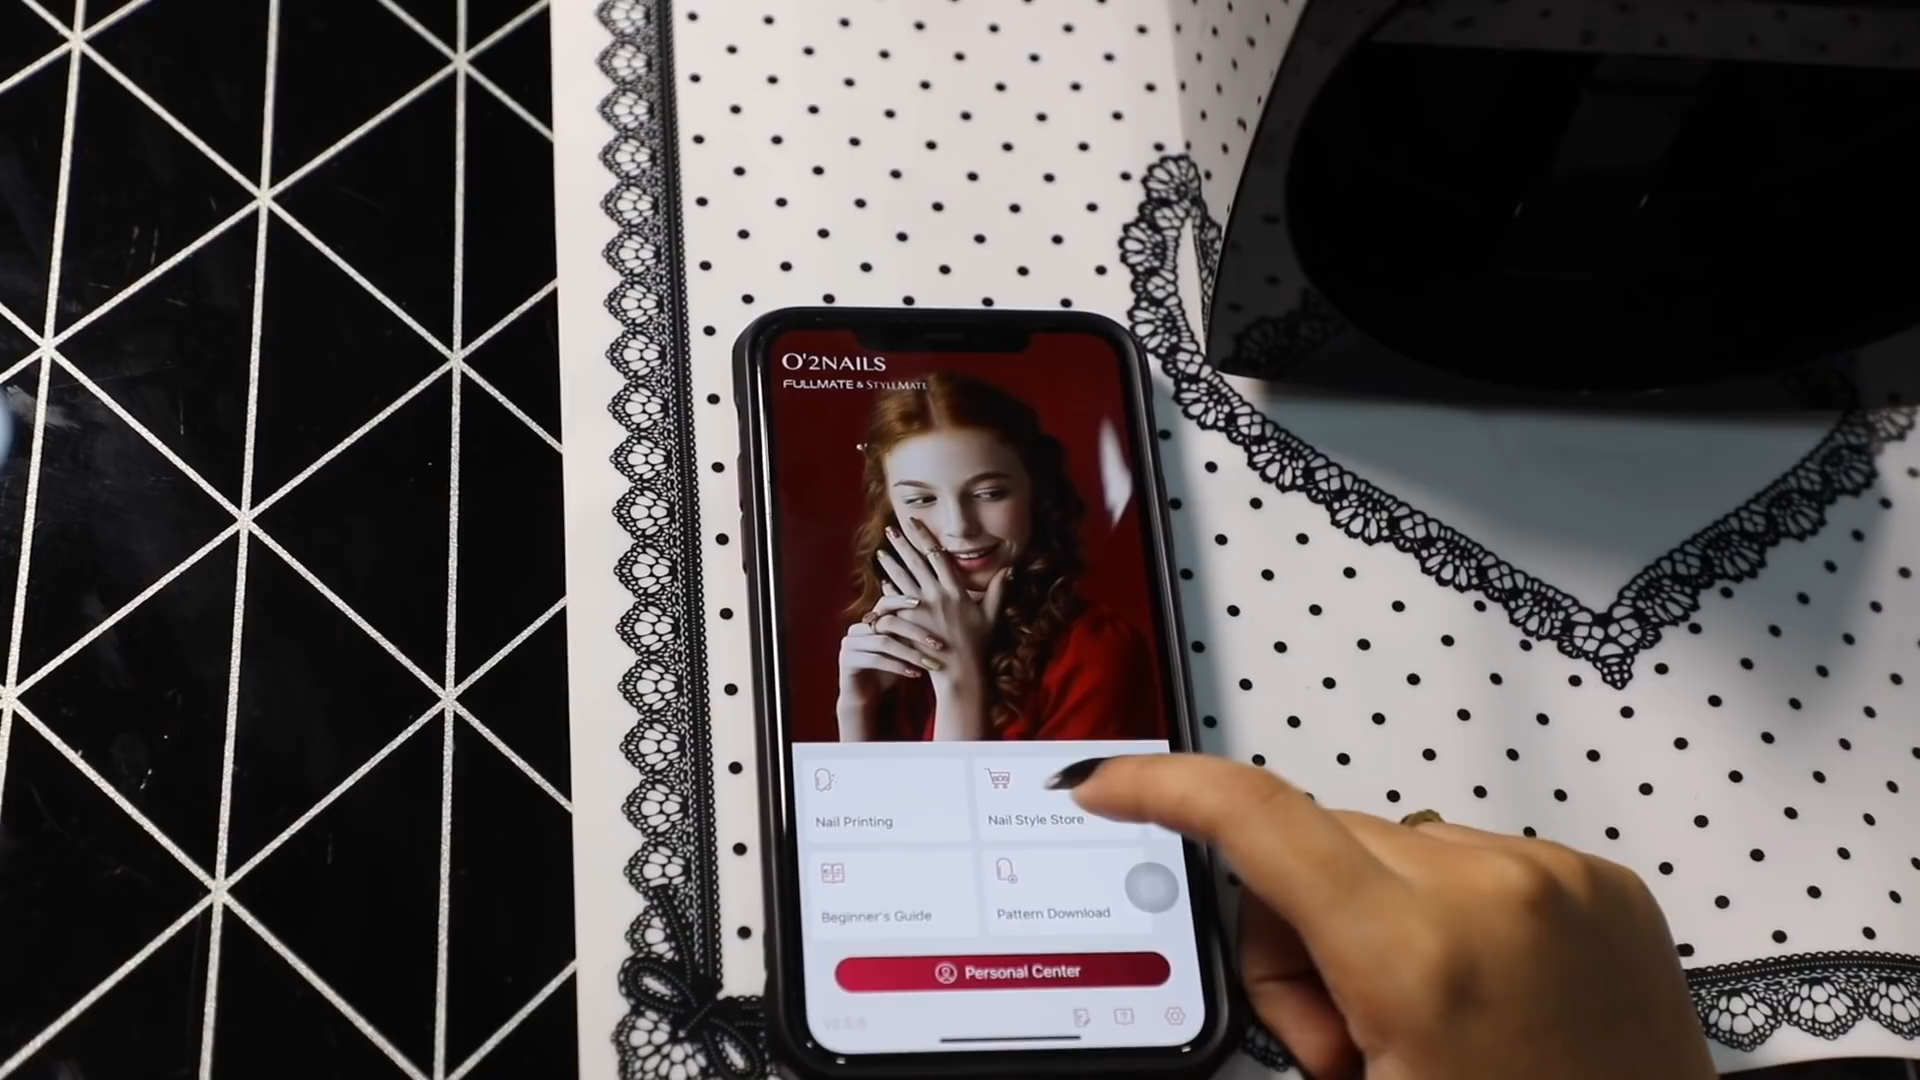 O'2NAILS
FULLMATE & STYLEMATE
Nail Printing
Nail Style Store
Beginner's Guide
Pattern Download
Personal Center